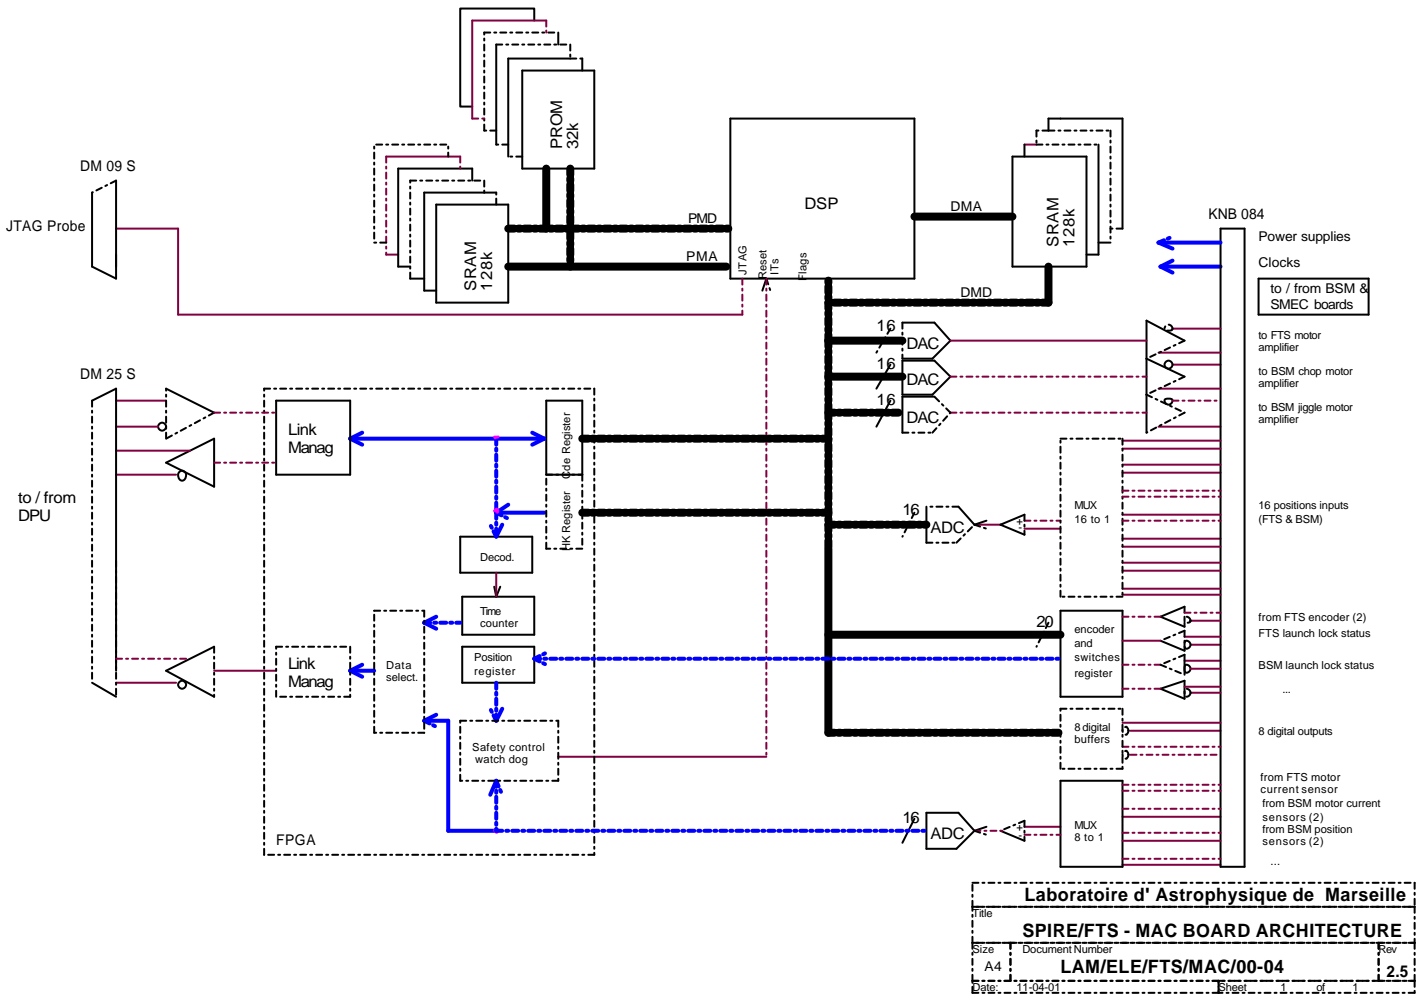 PROM
32k
DM 09 S
JTAG Probe
SRAM
128k
PMD
PMA
DSP
JTAG
Reset
ITs
Flags
DMA
SRAM
128k
DMD
KNB 084
Power supplies
Clocks
to / from BSM &
SMEC boards
16
DAC
to FTS motor
amplifier
16
DAC
to BSM chop motor
amplifier
16
DAC
to BSM jiggle motor
amplifier
DM 25 S
to / from
DPU
Link
Manag
Cde Register
HK Register
Decod.
Time
counter
Position
register
Data
select.
Link
Manag
Safety control
watch dog
FPGA
16
ADC
+
-
MUX
16 to 1
16 positions inputs
(FTS & BSM)
20
encoder
and
switches
register
from FTS encoder (2)
FTS launch lock status
BSM launch lock status
...
8 digital
buffers
8 digital outputs
16
ADC
+
-
MUX
8 to 1
from FTS motor
current sensor
from BSM motor current
sensors (2)
from BSM position
sensors (2)
...
Laboratoire d' Astrophysique de Marseille
Title
SPIRE/FTS - MAC BOARD ARCHITECTURE
Size
A4
Document Number
LAM/ELE/FTS/MAC/00-04
Rev
2.5
Date: 11-04-01
Sheet 1 of 1